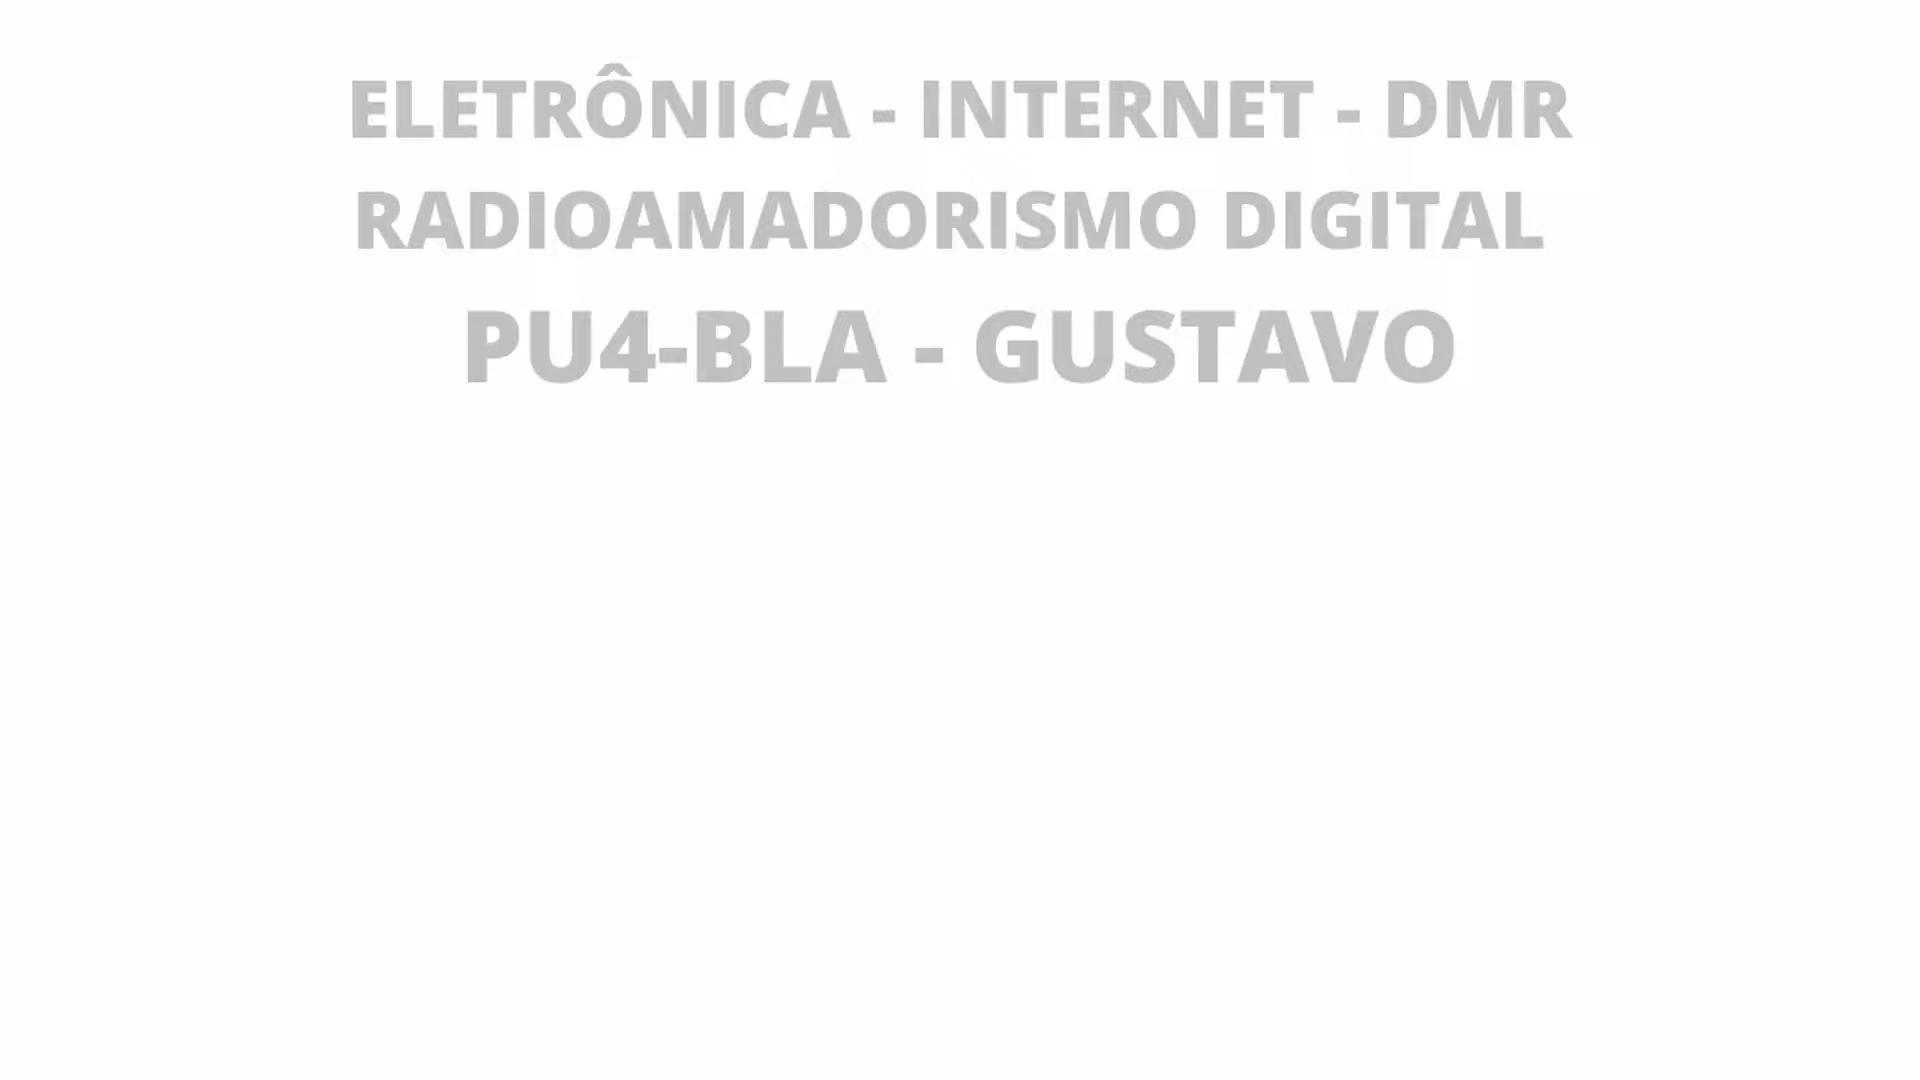 ELETRÔNICA - INTERNET - DMR
RADIOAMADORISMO DIGITAL
PU4-BLA - GUSTAVO